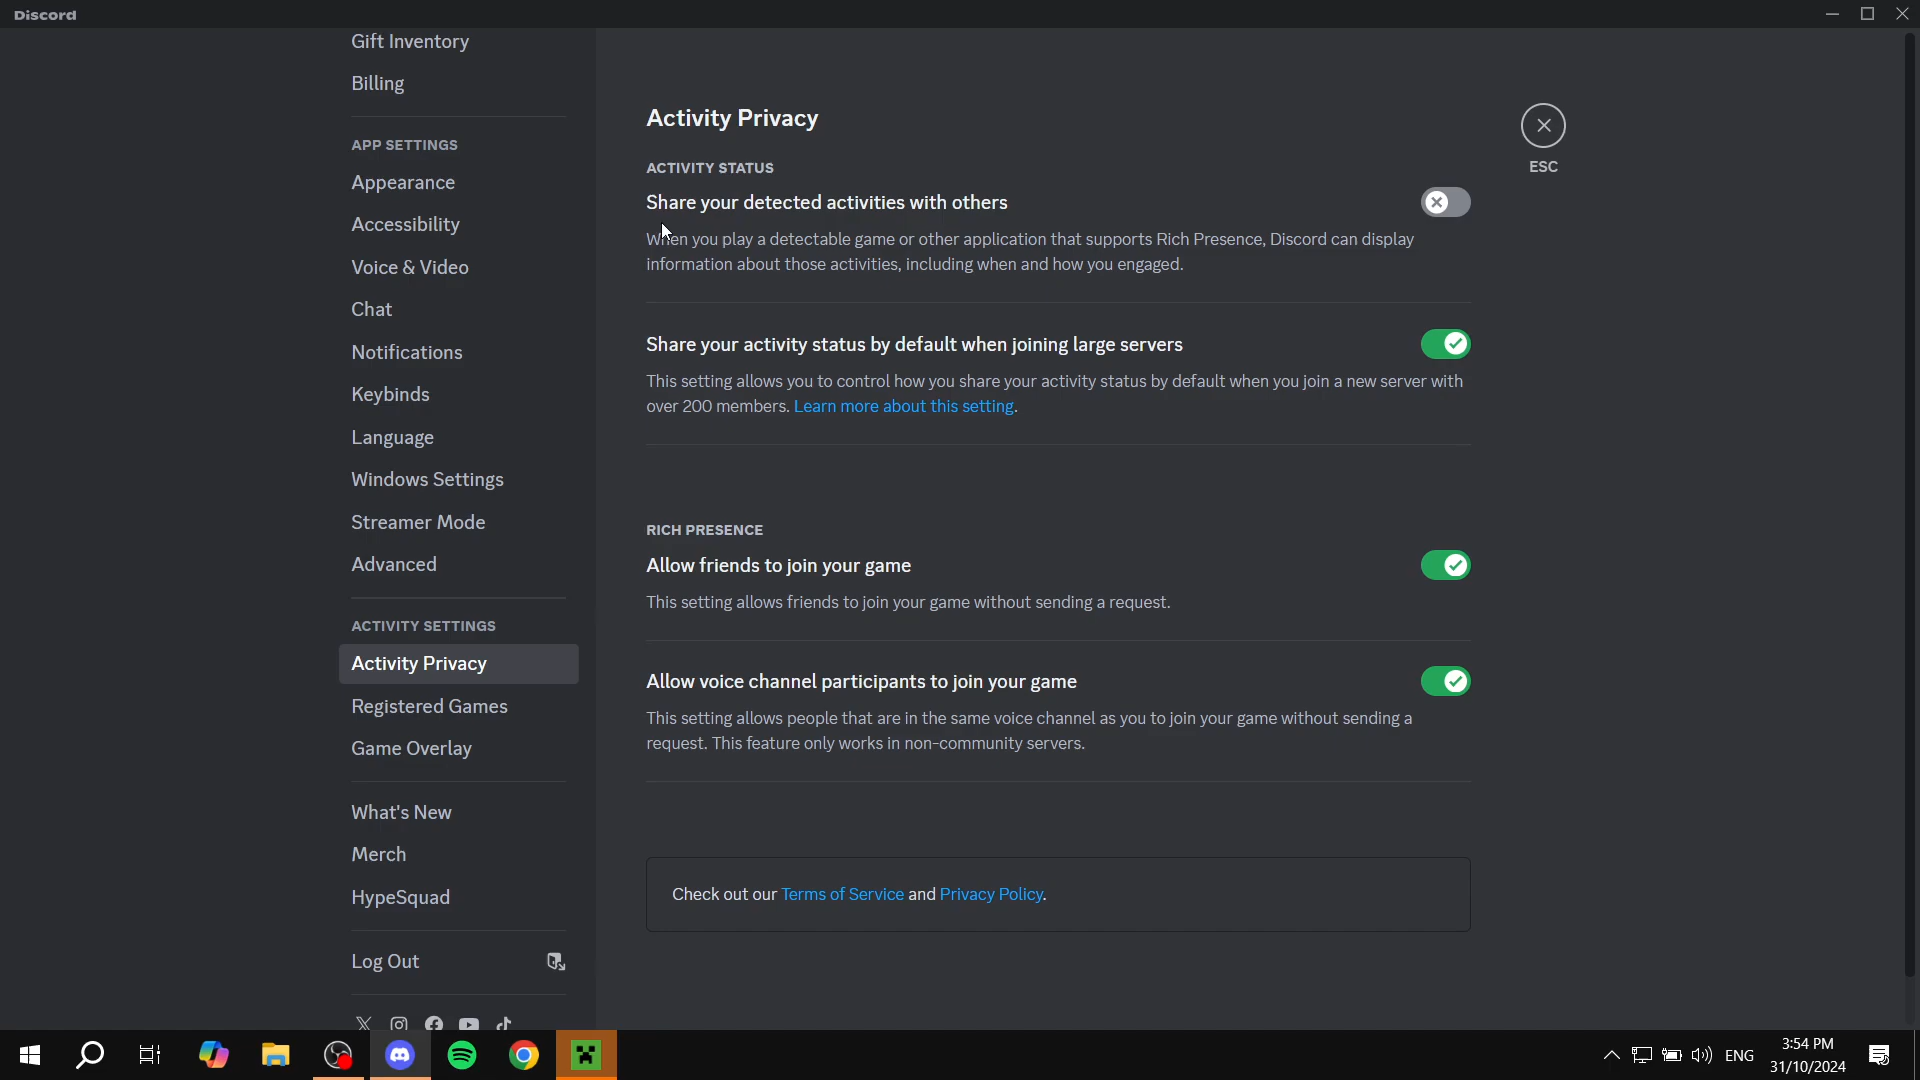 Discord
Gift Inventory
Billing
APP SETTINGS
Appearance
Accessibility
Voice & Video
Chat
Notifications
Keybinds
Language
Windows Settings
Streamer Mode
Advanced
ACTIVITY SETTINGS
Activity Privacy
Registered Games
Game Overlay
What's New
Merch
HypeSquad
Log Out
Activity Privacy
ESC
ACTIVITY STATUS
Share your detected activities with others
When you play a detectable game or other application that supports Rich Presence, Discord can display
information about those activities, including when and how you engaged.
Share your activity status by default when joining large servers
This setting allows you to control how you share your activity status by default when you join a new server with
over 200 members. Learn more about this setting.
RICH PRESENCE
Allow friends to join your game
This setting allows friends to join your game without sending a request.
Allow voice channel participants to join your game
This setting allows people that are in the same voice channel as you to join your game without sending a
request. This feature only works in non-community servers.
Check out our Terms of Service and Privacy Policy.
ENG
3:54 PM
31/10/2024